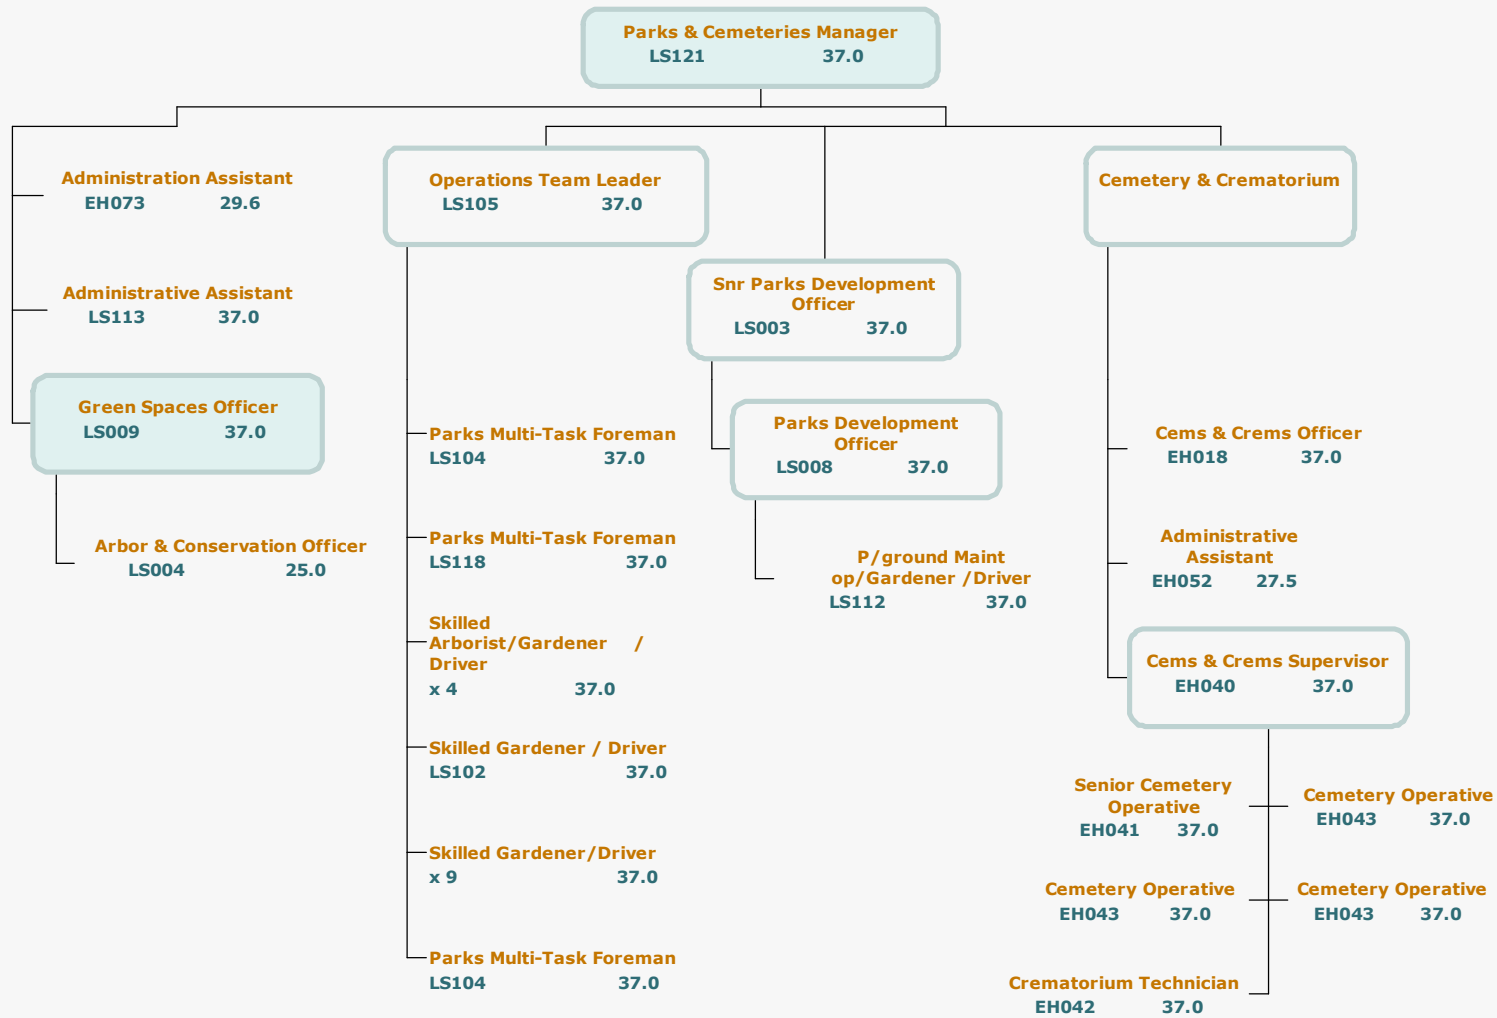 Parks & Cemeteries Manager
LS121 37.0
Administration Assistant
EH073 29.6
Administrative Assistant
LS113 37.0
Green Spaces Officer
LS009 37.0
Arbor & Conservation Officer
LS004 25.0
Operations Team Leader
LS105 37.0
Parks Multi-Task Foreman
LS104 37.0
Parks Multi-Task Foreman
LS118 37.0
Skilled
Arborist/Gardener /
Driver
x 4 37.0
Skilled Gardener / Driver
LS102 37.0
Skilled Gardener/Driver
x 9 37.0
Parks Multi-Task Foreman
LS104 37.0
Snr Parks Development
Officer
LS003 37.0
Parks Development
Officer
LS008 37.0
P/ground Maint
op/Gardener /Driver
LS112 37.0
Cemetery & Crematorium
Cems & Crems Officer
EH018 37.0
Administrative
Assistant
EH052 27.5
Cems & Crems Supervisor
EH040 37.0
Senior Cemetery
Operative
EH041 37.0
Cemetery Operative
EH043 37.0
Cemetery Operative
EH043 37.0
Cemetery Operative
EH043 37.0
Crematorium Technician
EH042 37.0